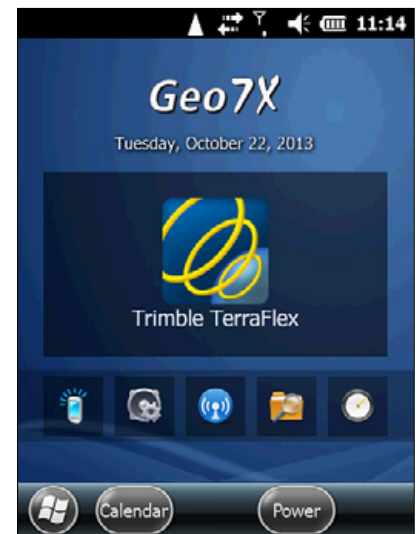 11:14
Geo7X
Tuesday, October 22, 2013
Trimble TerraFlex
Calendar
Power